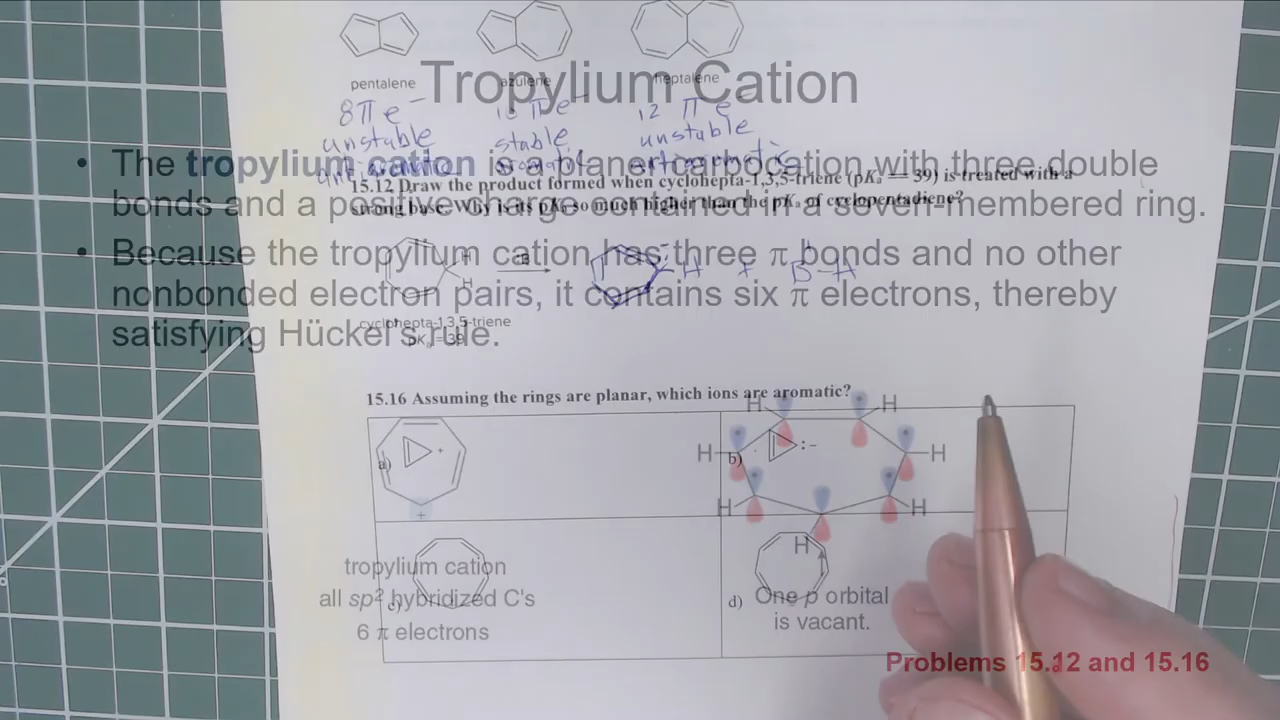 pentalene azulene heptalene
Tropylium Cation
8π e⁻ 10 π e⁻ 12 π e⁻
unstable stable unstable
antiaromatic aromatic antiaromatic
• The tropylium cation is a planar carbocation with three double
bonds and a positive charge contained in a seven-membered ring.
15.12 Draw the product formed when cyclohepta-1,3,5-triene (pKa = 39) is treated with a
strong base. Why is its pKa so much higher than the pKa of cyclopentadiene?
• Because the tropylium cation has three π bonds and no other
nonbonded electron pairs, it contains six π electrons, thereby
satisfying Hückel's rule.
H
H
H + B-H
cyclohepta-1,3,5-triene
pKa = 39
15.16 Assuming the rings are planar, which ions are aromatic?
H H
a) + H b) :− H
+ H H
H
tropylium cation
all sp² hybridized C's
6 π electrons
c)
d) One p orbital
is vacant.
Problems 15.12 and 15.16